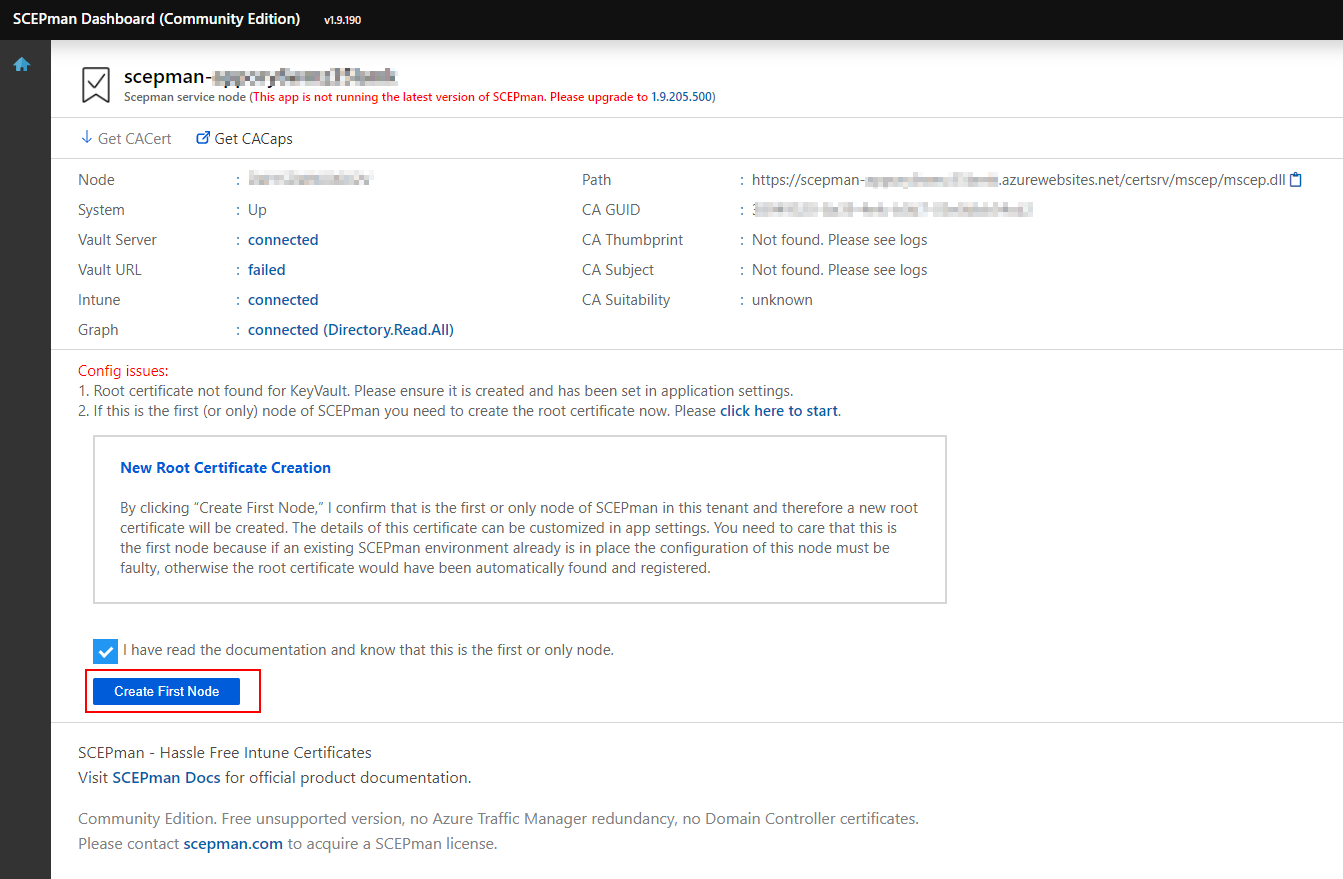 SCEPman Dashboard (Community Edition) v1.9.190
scepman-
Scepman service node (This app is not running the latest version of SCEPman. Please upgrade to 1.9.205.500)
Get CACert Get CACaps
Node : Path : https://scepman- .azurewebsites.net/certsrv/mscep/mscep.dll
System : Up CA GUID :
Vault Server : connected CA Thumbprint : Not found. Please see logs
Vault URL : failed CA Subject : Not found. Please see logs
Intune : connected CA Suitability : unknown
Graph : connected (Directory.Read.All)
Config issues:
1. Root certificate not found for KeyVault. Please ensure it is created and has been set in application settings.
2. If this is the first (or only) node of SCEPman you need to create the root certificate now. Please click here to start.
New Root Certificate Creation
By clicking “Create First Node,” I confirm that is the first or only node of SCEPman in this tenant and therefore a new root
certificate will be created. The details of this certificate can be customized in app settings. You need to care that this is
the first node because if an existing SCEPman environment already is in place the configuration of this node must be
faulty, otherwise the root certificate would have been automatically found and registered.
I have read the documentation and know that this is the first or only node.
Create First Node
SCEPman - Hassle Free Intune Certificates
Visit SCEPman Docs for official product documentation.
Community Edition. Free unsupported version, no Azure Traffic Manager redundancy, no Domain Controller certificates.
Please contact scepman.com to acquire a SCEPman license.